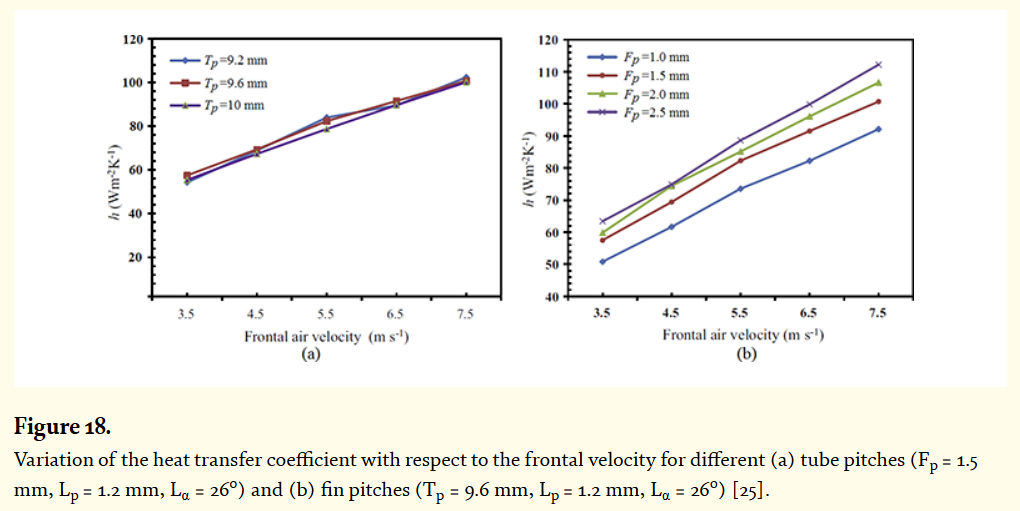 120
100
80
60
40
20
h (Wm⁻²K⁻¹)
Tp=9.2 mm
Tp=9.6 mm
Tp=10 mm
3.5 4.5 5.5 6.5 7.5
Frontal air velocity (m s⁻¹)
(a)
120
110
100
90
80
70
60
50
40
h (Wm⁻²K⁻¹)
Fp=1.0 mm
Fp=1.5 mm
Fp=2.0 mm
Fp=2.5 mm
3.5 4.5 5.5 6.5 7.5
Frontal air velocity (m s⁻¹)
(b)
Figure 18.
Variation of the heat transfer coefficient with respect to the frontal velocity for different (a) tube pitches (Fp = 1.5
mm, Lp = 1.2 mm, Lα = 26°) and (b) fin pitches (Tp = 9.6 mm, Lp = 1.2 mm, Lα = 26°) [25].